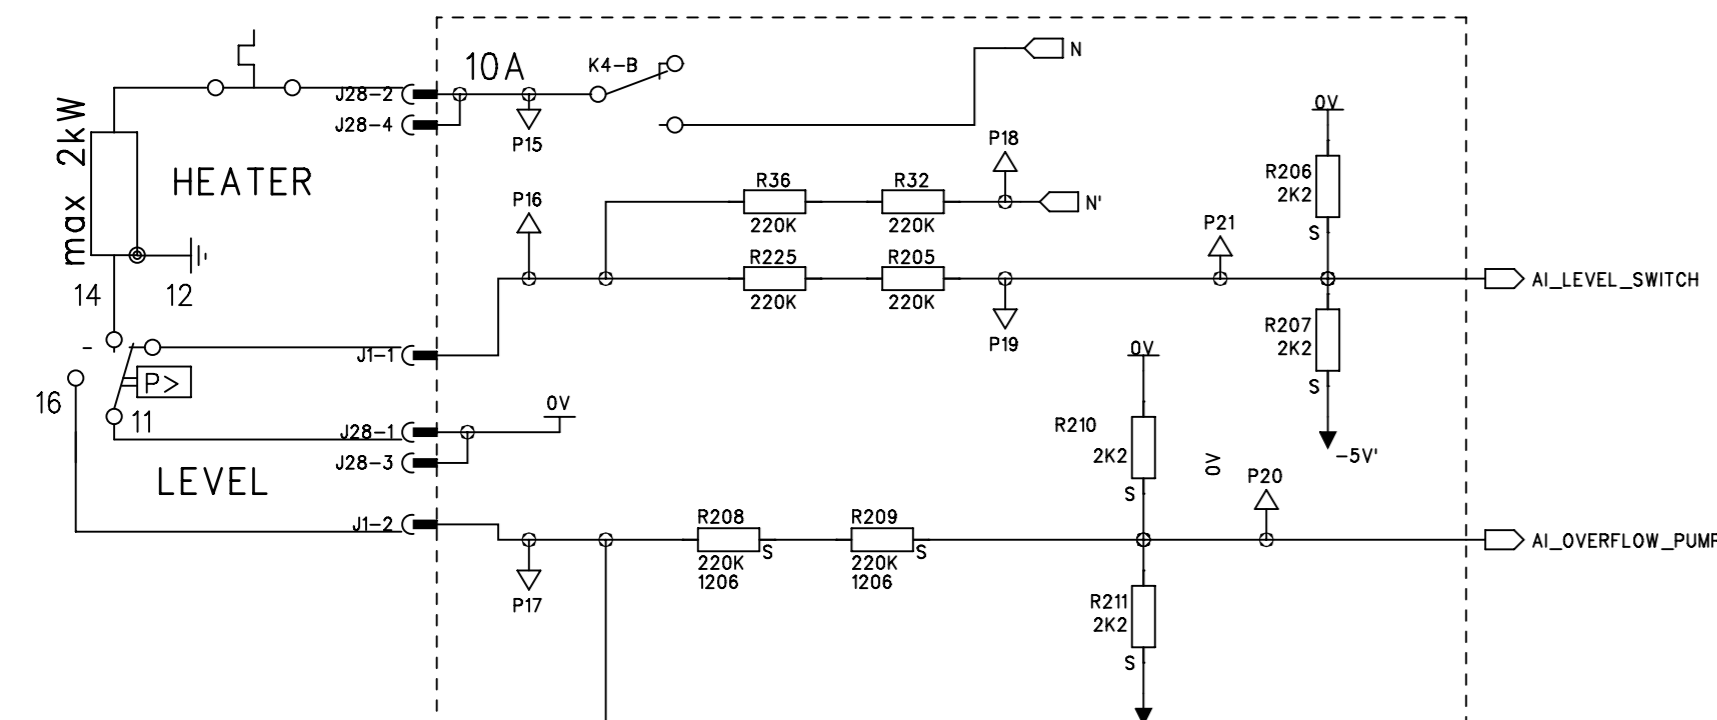 N
10A
K4-B
J28-2
0V
max 2kW
J28-4
P15
P18
HEATER
R206
2K2
S
R36
220K
R32
220K
P16
N'
P21
R225
220K
R205
220K
14
12
AI_LEVEL_SWITCH
R207
2K2
S
P19
-
J1-1
0V
P>
16
11
0V
J28-1
J28-3
R210
2K2
S
0V
-5V'
P20
LEVEL
J1-2
R208
S
220K
1206
R209
S
220K
1206
AI_OVERFLOW_PUMP
P17
R211
2K2
S